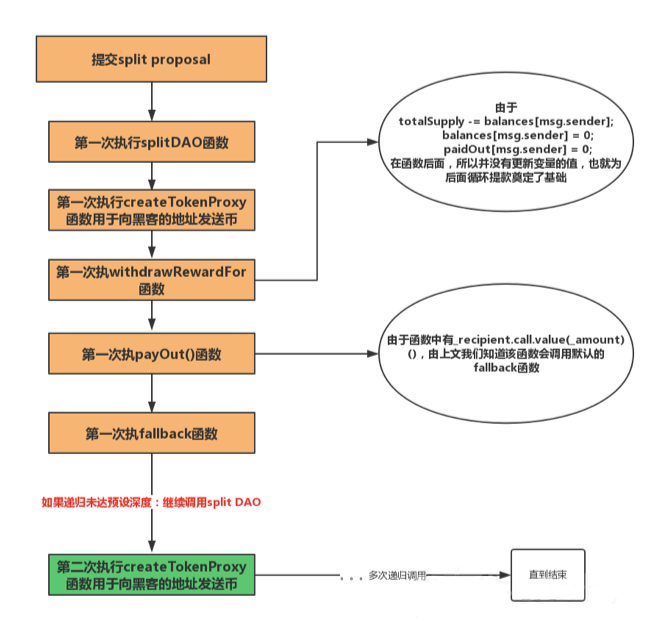 提交split proposal
第一次执行splitDAO函数
由于
totalSupply -= balances[msg.sender];
balances[msg.sender] = 0;
paidOut[msg.sender] = 0;
在函数后面，所以并没有更新变量的值，也就为
后面循环提款奠定了基础
第一次执行createTokenProxy
函数用于向黑客的地址发送币
第一次执withdrawRewardFor
函数
第一次执payOut()函数
由于函数中有_recipient.call.value(_amount)
()，由上文我们知道该函数会调用默认的
fallback函数
第一次执fallback函数
如果递归未达预设深度：继续调用split DAO
第二次执行createTokenProxy
函数用于向黑客的地址发送币
。。。多次递归调用
直到结束